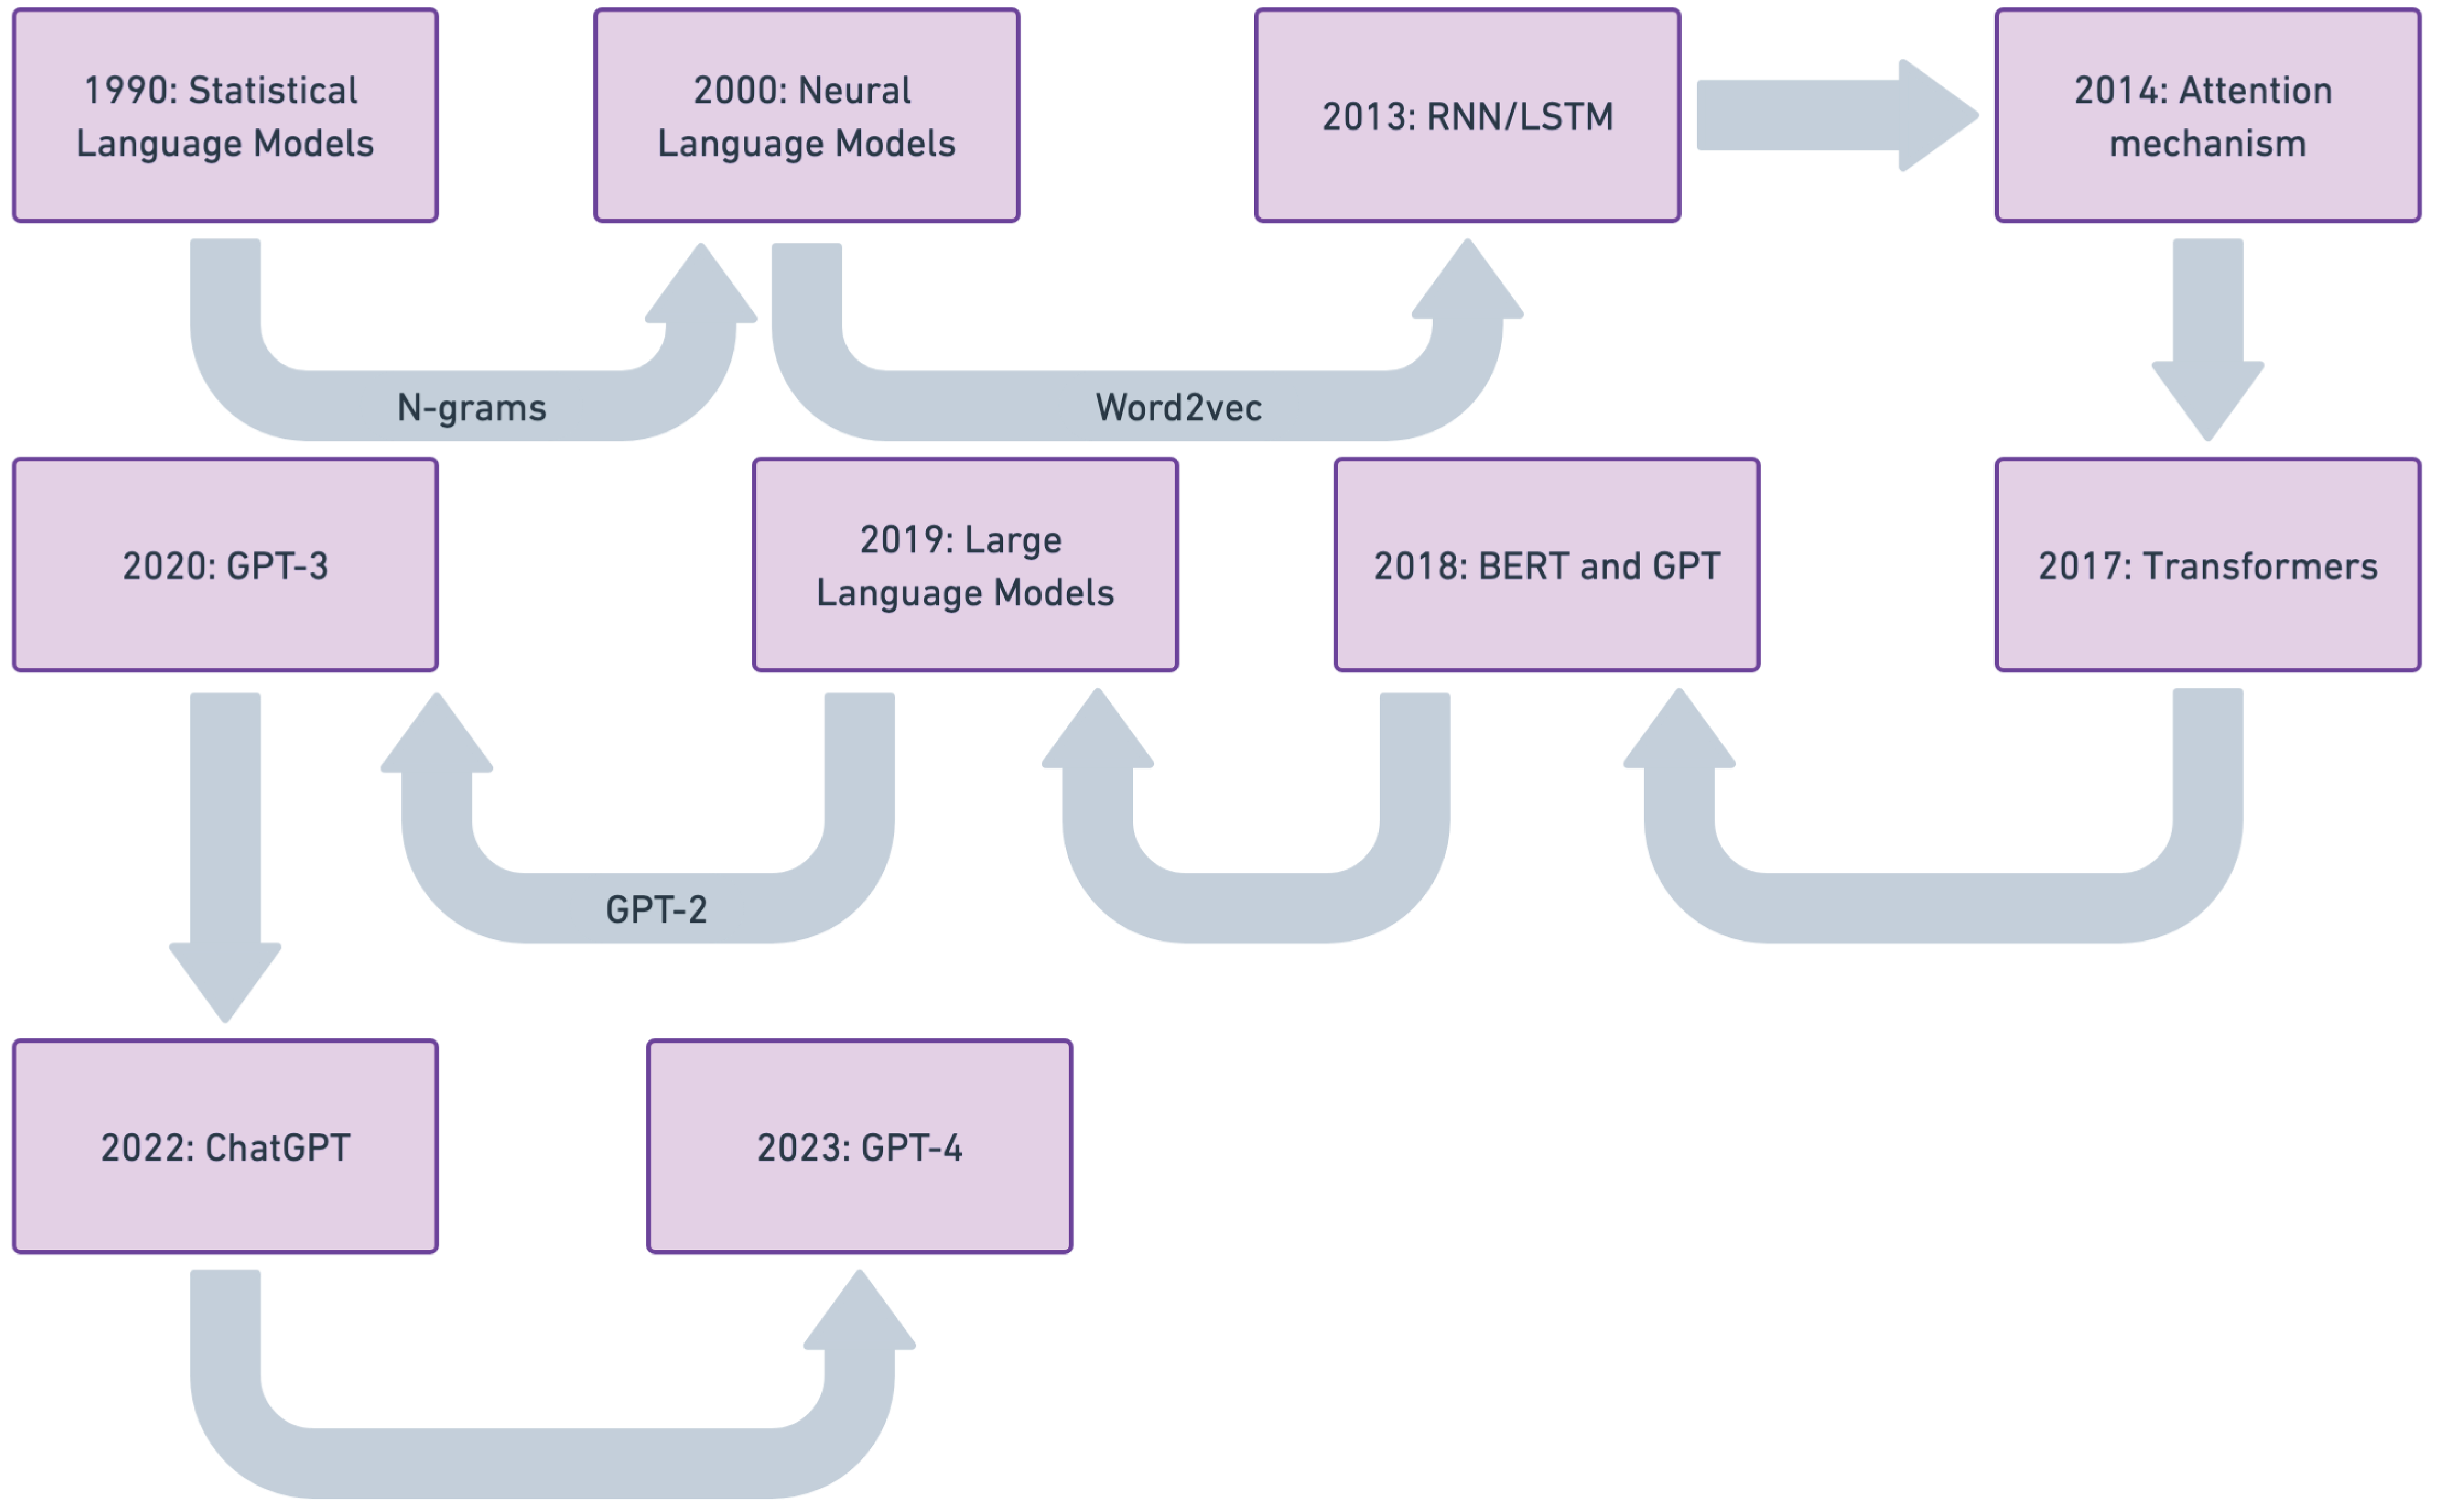 1990: Statistical
Language Models
2000: Neural
Language Models
2013: RNN/LSTM
2014: Attention
mechanism
N-grams
Word2vec
2020: GPT-3
2019: Large
Language Models
2018: BERT and GPT
2017: Transformers
GPT-2
2022: ChatGPT
2023: GPT-4